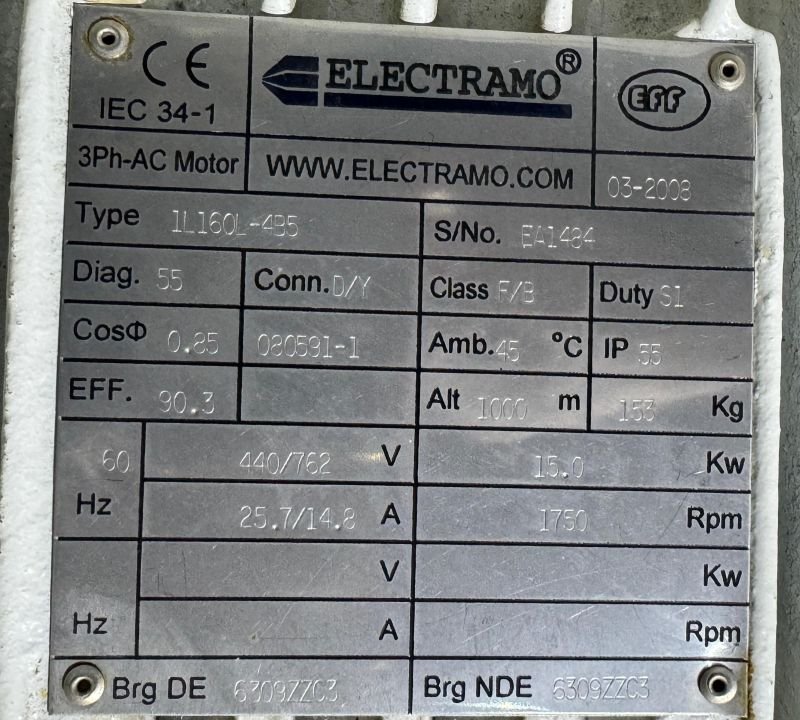 CE ELECTRAMO® EFF
IEC 34-1
3Ph-AC Motor WWW.ELECTRAMO.COM 03-2008
Type 1L160L-4B5 S/No. EA1484
Diag. 55 Conn. D/Y Class F/B Duty S1
CosΦ 0.85 080591-1 Amb. 45 °C IP 55
EFF. 90.3 Alt 1000 m 153 Kg
60 440/762 V 15.0 Kw
Hz 25.7/14.8 A 1750 Rpm
V Kw
Hz A Rpm
Brg DE 6309ZZC3 Brg NDE 6309ZZC3